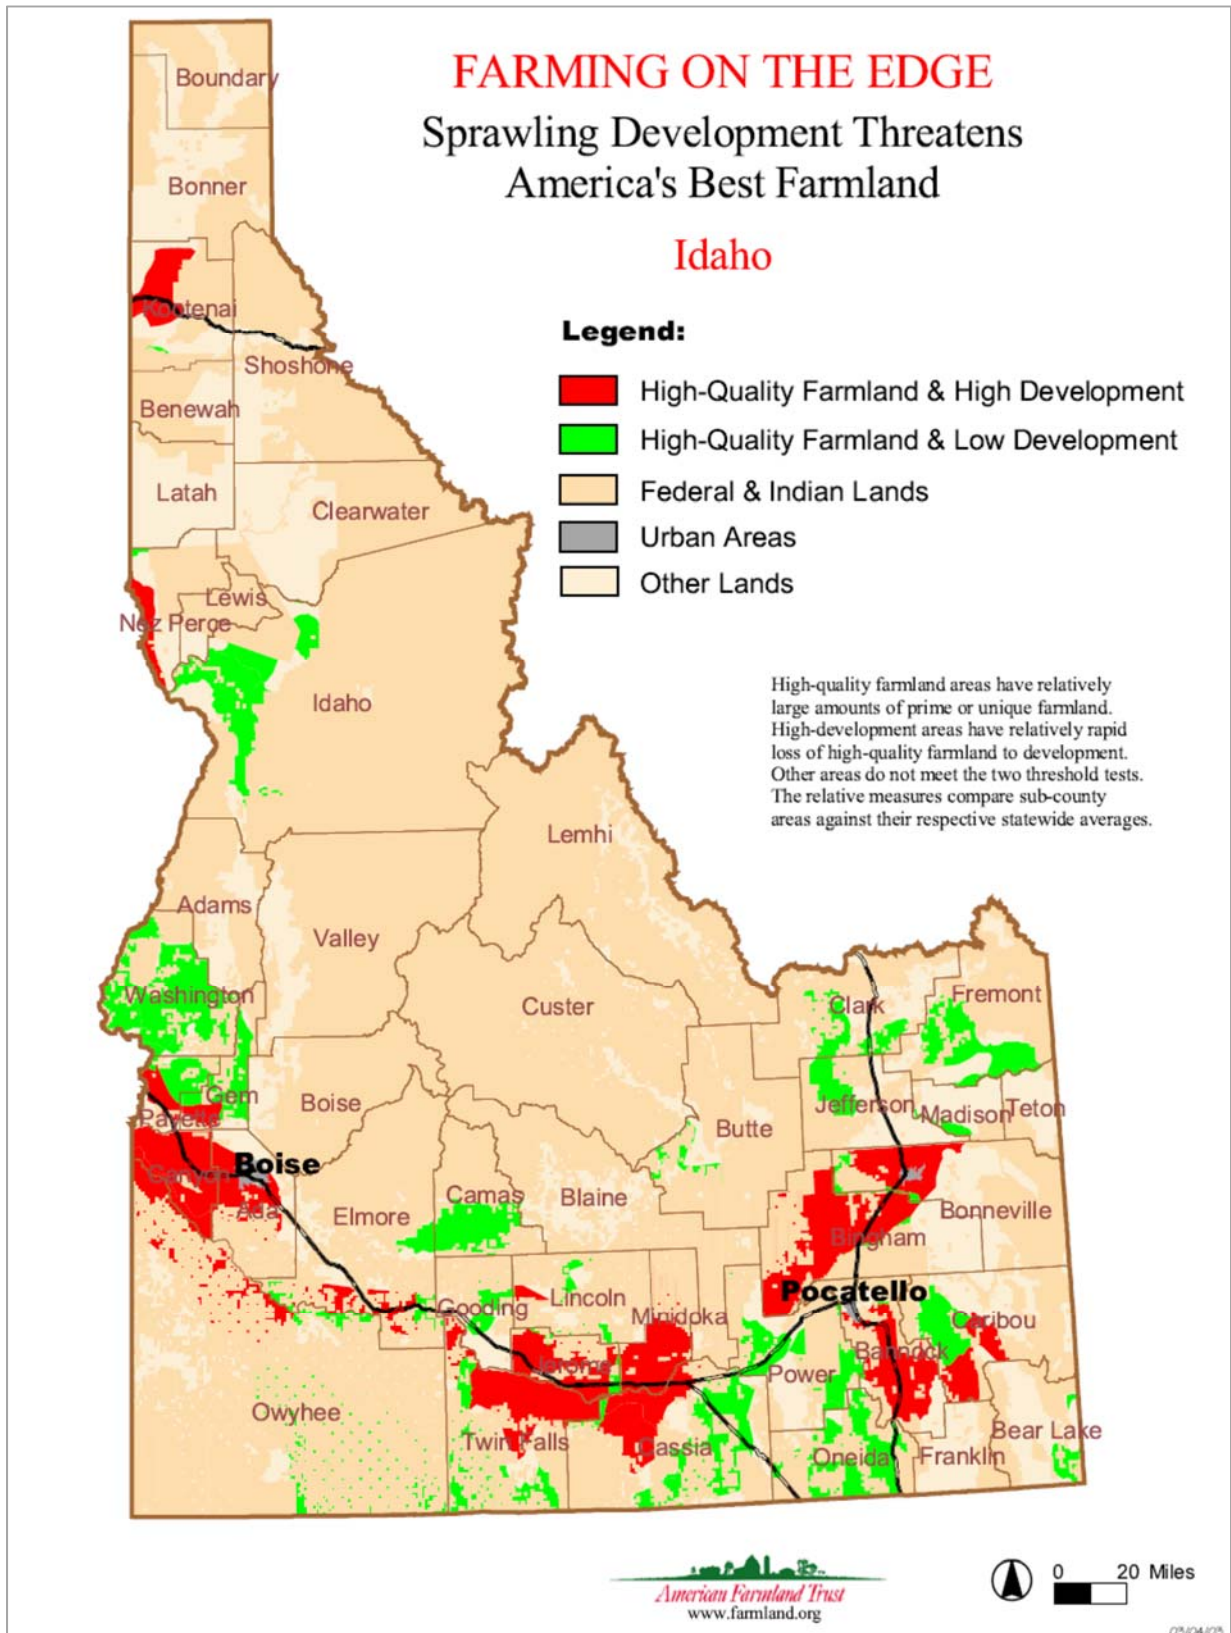 FARMING ON THE EDGE
Sprawling Development Threatens
America's Best Farmland
Idaho
Legend:
High-Quality Farmland & High Development
High-Quality Farmland & Low Development
Federal & Indian Lands
Urban Areas
Other Lands
High-quality farmland areas have relatively
large amounts of prime or unique farmland.
High-development areas have relatively rapid
loss of high-quality farmland to development.
Other areas do not meet the two threshold tests.
The relative measures compare sub-county
areas against their respective statewide averages.
Boundary
Bonner
Kootenai
Shoshone
Benewah
Latah
Clearwater
Lewis
Nez Perce
Idaho
Lemhi
Adams
Valley
Washington
Custer
Clark
Fremont
Gem
Payette
Boise
Jefferson
Madison
Teton
Butte
Boise
Canyon
Ada
Elmore
Camas
Blaine
Bonneville
Bingham
Pocatello
Gooding
Lincoln
Minidoka
Caribou
Bannock
Jerome
Power
Owyhee
Twin Falls
Cassia
Oneida
Franklin
Bear Lake
American Farmland Trust
www.farmland.org
0 20 Miles
03/04/03